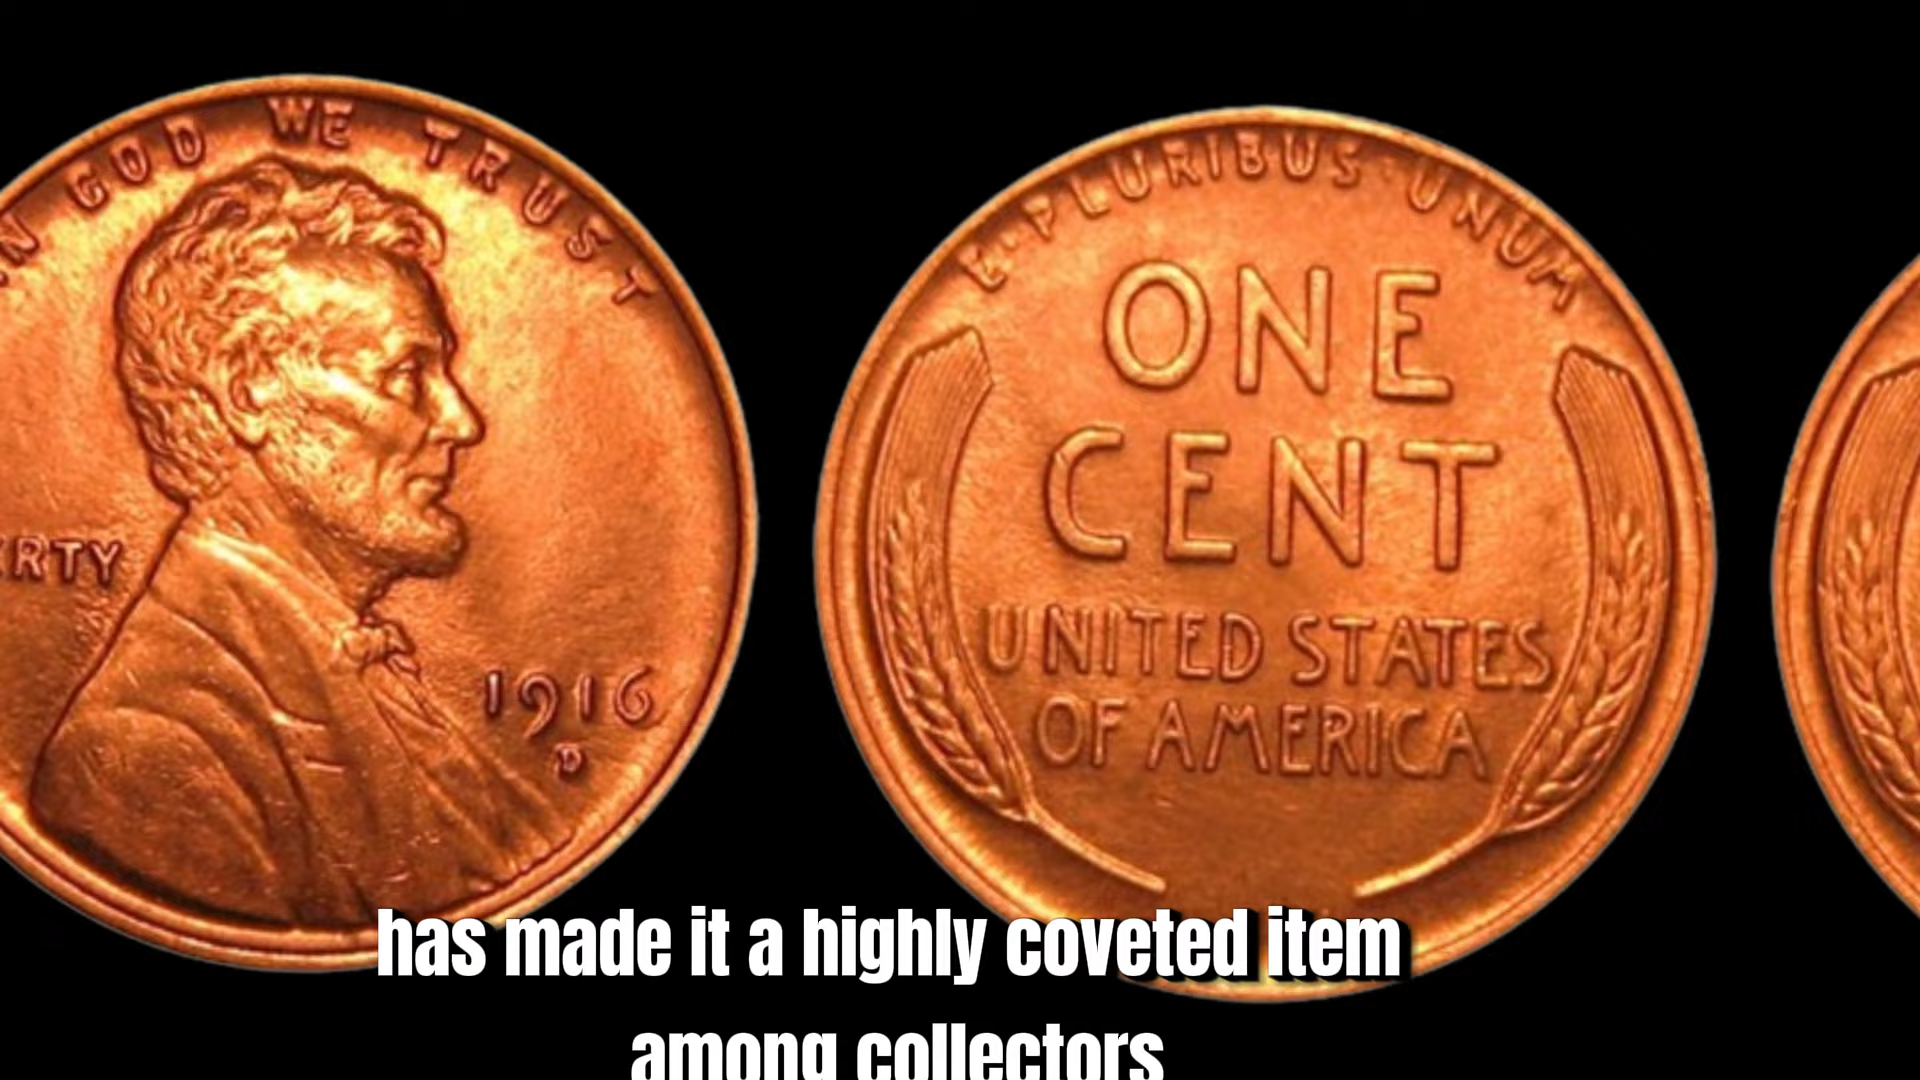 IN GOD WE TRUST
ERTY
1916
D
E·PLURIBUS·UNUM
ONE
CENT
UNITED STATES
OF AMERICA
has made it a highly coveted item
among collectors